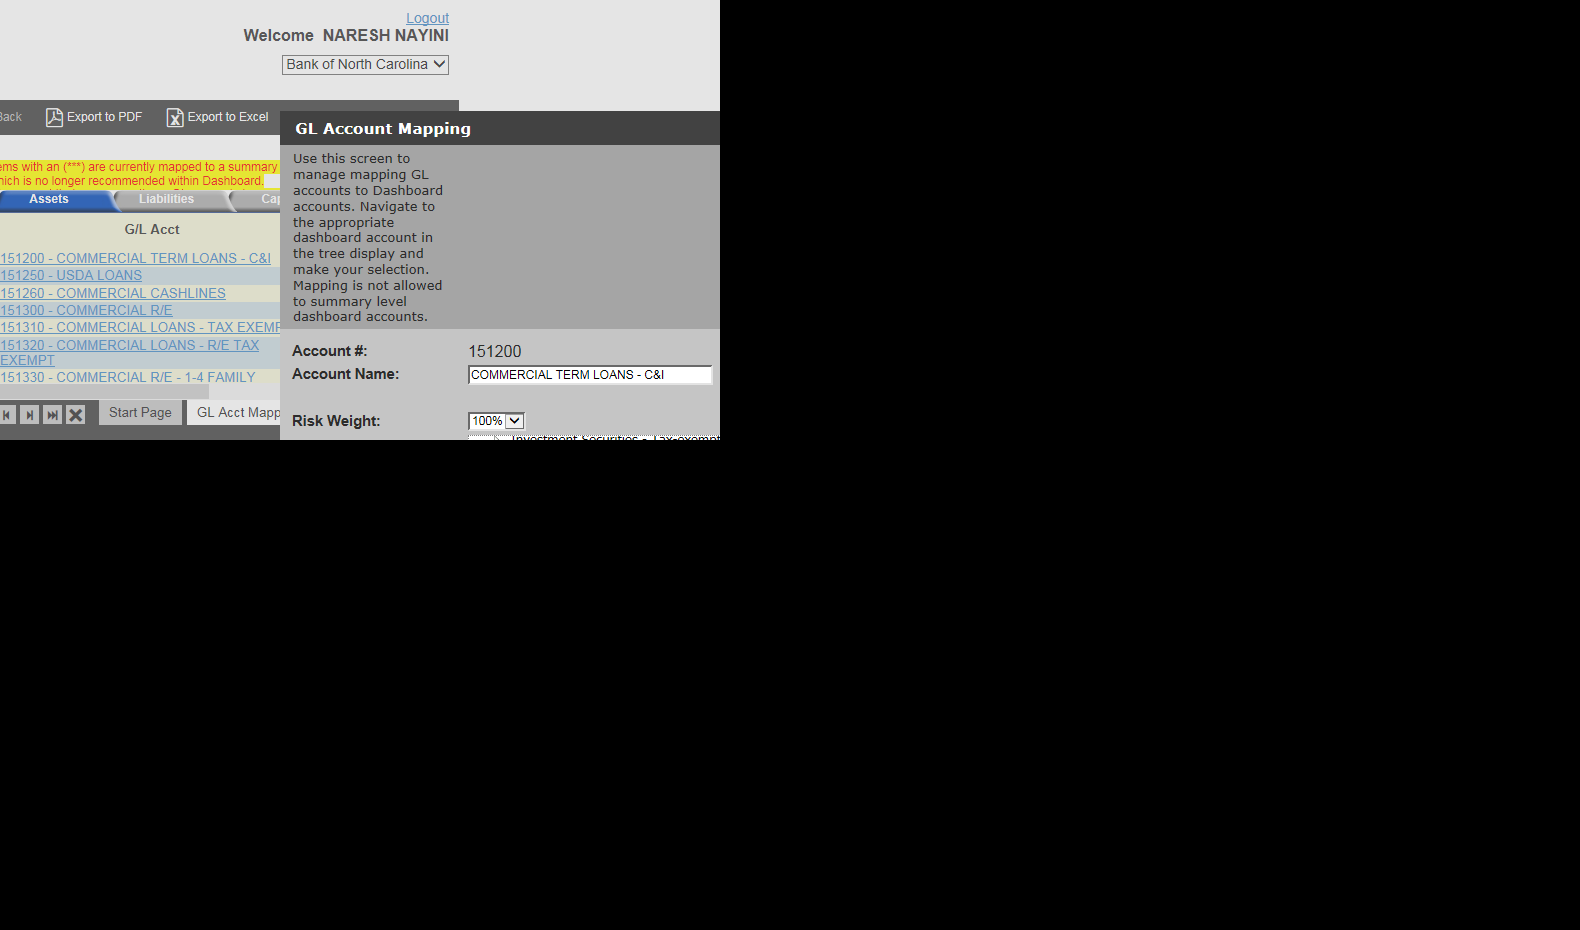 Logout
Welcome NARESH NAYINI
Bank of North Carolina
Back
Export to PDF
Export to Excel
ems with an (***) are currently mapped to a summary
hich is no longer recommended within Dashboard.
Assets
Liabilities
Cap
G/L Acct
151200 - COMMERCIAL TERM LOANS - C&I
151250 - USDA LOANS
151260 - COMMERCIAL CASHLINES
151300 - COMMERCIAL R/E
151310 - COMMERCIAL LOANS - TAX EXEMP
151320 - COMMERCIAL LOANS - R/E TAX
EXEMPT
151330 - COMMERCIAL R/E - 1-4 FAMILY
Start Page
GL Acct Mapp
GL Account Mapping
Use this screen to
manage mapping GL
accounts to Dashboard
accounts. Navigate to
the appropriate
dashboard account in
the tree display and
make your selection.
Mapping is not allowed
to summary level
dashboard accounts.
Account #: 151200
Account Name: COMMERCIAL TERM LOANS - C&I
Risk Weight: 100%
Investment Securities - Tax-exempt